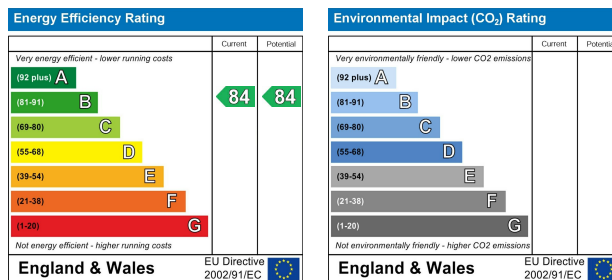 Energy Efficiency Rating
Current Potential
Very energy efficient - lower running costs
(92 plus) A
(81-91) B
84 84
(69-80) C
(55-68) D
(39-54) E
(21-38) F
(1-20) G
Not energy efficient - higher running costs
England & Wales
EU Directive
2002/91/EC
Environmental Impact (CO₂) Rating
Current Potential
Very environmentally friendly - lower CO2 emissions
(92 plus) A
(81-91) B
(69-80) C
(55-68) D
(39-54) E
(21-38) F
(1-20) G
Not environmentally friendly - higher CO2 emissions
England & Wales
EU Directive
2002/91/EC